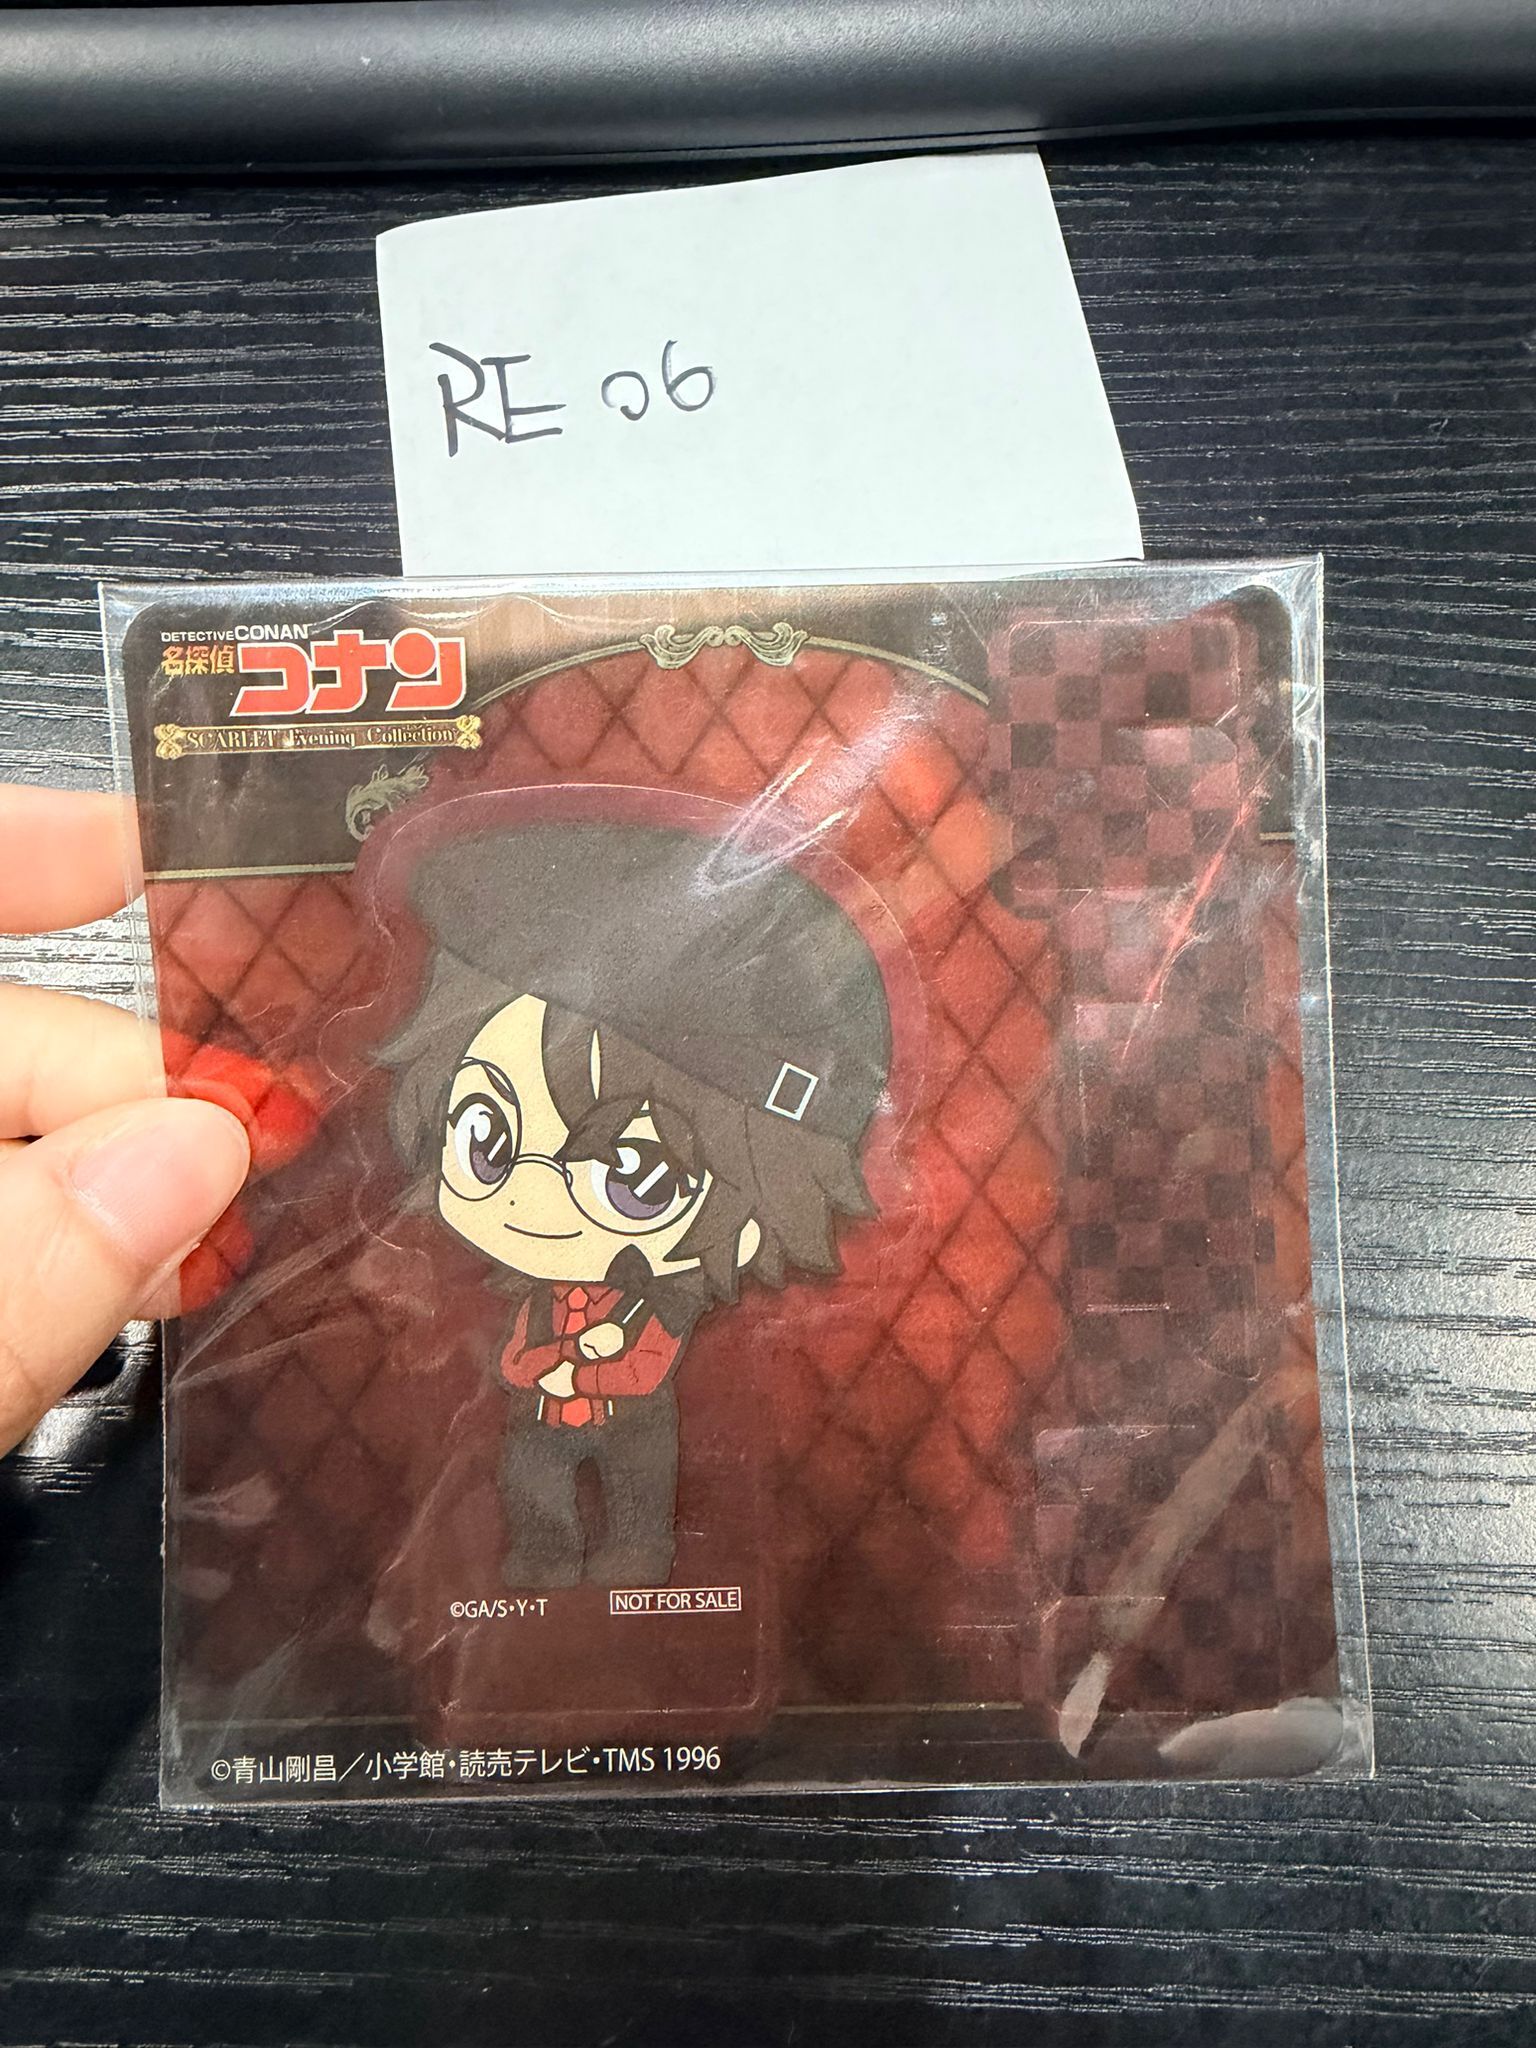 RE 06
DETECTIVE CONAN
名探偵コナン
SCARLET Evening Collection
©GA/S・Y・T
NOT FOR SALE
©青山剛昌／小学館・読売テレビ・TMS 1996